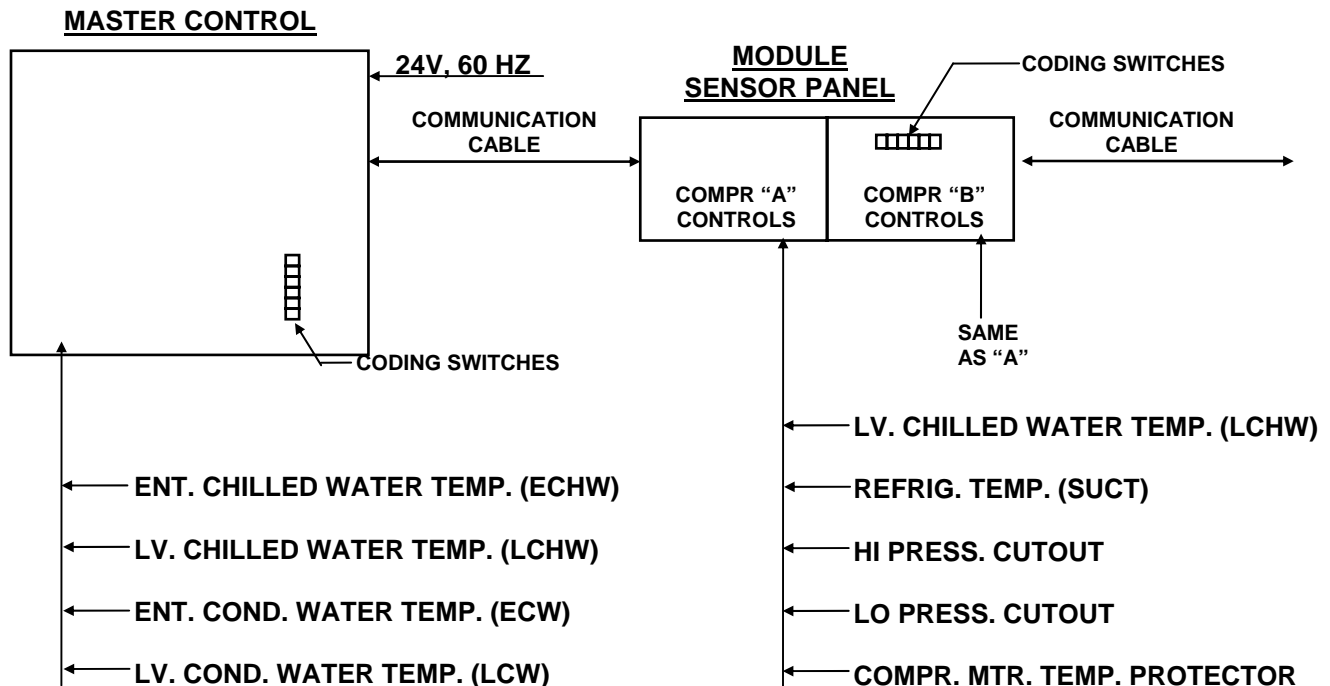 MASTER CONTROL
24V, 60 HZ
MODULE
SENSOR PANEL
CODING SWITCHES
COMMUNICATION
CABLE
COMMUNICATION
CABLE
COMPR “A”
CONTROLS
COMPR “B”
CONTROLS
SAME
AS “A”
CODING SWITCHES
ENT. CHILLED WATER TEMP. (ECHW)
LV. CHILLED WATER TEMP. (LCHW)
ENT. COND. WATER TEMP. (ECW)
LV. COND. WATER TEMP. (LCW)
LV. CHILLED WATER TEMP. (LCHW)
REFRIG. TEMP. (SUCT)
HI PRESS. CUTOUT
LO PRESS. CUTOUT
COMPR. MTR. TEMP. PROTECTOR